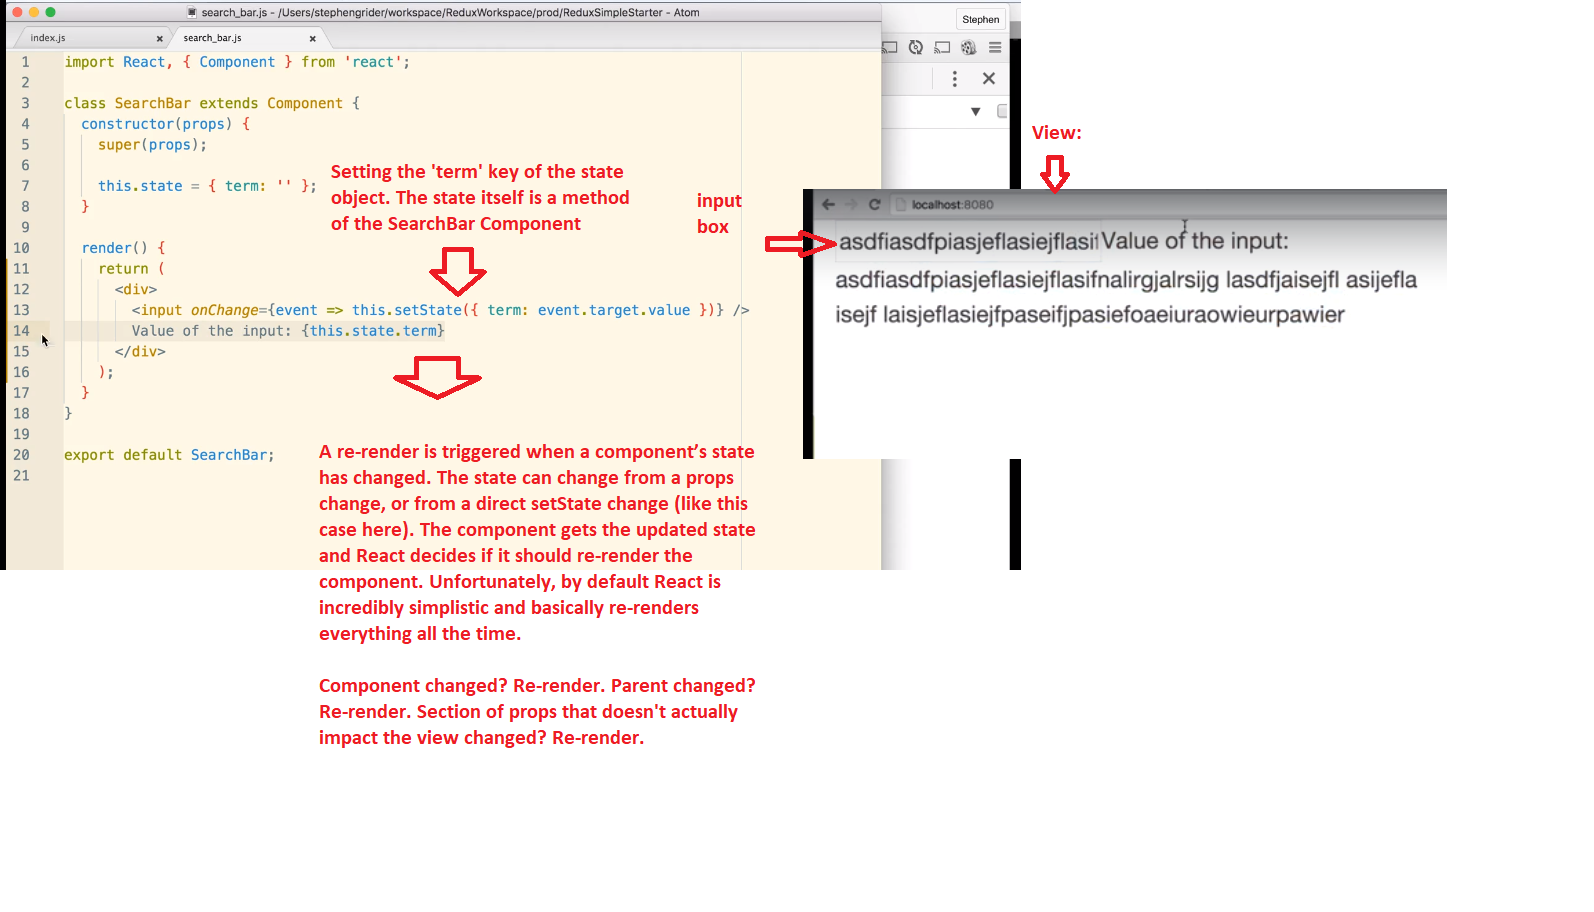 search_bar.js - /Users/stephengrider/workspace/ReduxWorkspace/prod/ReduxSimpleStarter - Atom
Stephen
index.js
search_bar.js
1 import React, { Component } from 'react';
2
3 class SearchBar extends Component {
4 constructor(props) {
5 super(props);
6
7 this.state = { term: '' };
8 }
9
10 render() {
11 return (
12 <div>
13 <input onChange={event => this.setState({ term: event.target.value })} />
14 Value of the input: {this.state.term}
15 </div>
16 );
17 }
18 }
19
20 export default SearchBar;
21
Setting the 'term' key of the state
object. The state itself is a method
of the SearchBar Component
input
box
View:
localhost:8080
asdfiasdfpiasjeflasiejflasif Value of the input:
asdfiasdfpiasjeflasiejflasifnalirgjalrsijg lasdfjaisejfl asijefla
isejf laisjeflasiejfpaseifjpasiefoaeiuraowieurpawier
A re-render is triggered when a component’s state
has changed. The state can change from a props
change, or from a direct setState change (like this
case here). The component gets the updated state
and React decides if it should re-render the
component. Unfortunately, by default React is
incredibly simplistic and basically re-renders
everything all the time.
Component changed? Re-render. Parent changed?
Re-render. Section of props that doesn't actually
impact the view changed? Re-render.